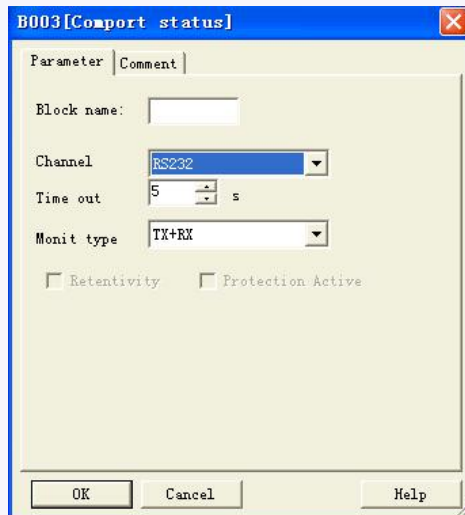 B003[Comport status]
Parameter Comment
Block name:
Channel RS232
Time out 5 s
Monit type TX+RX
Retentivity Protection Active
OK Cancel Help